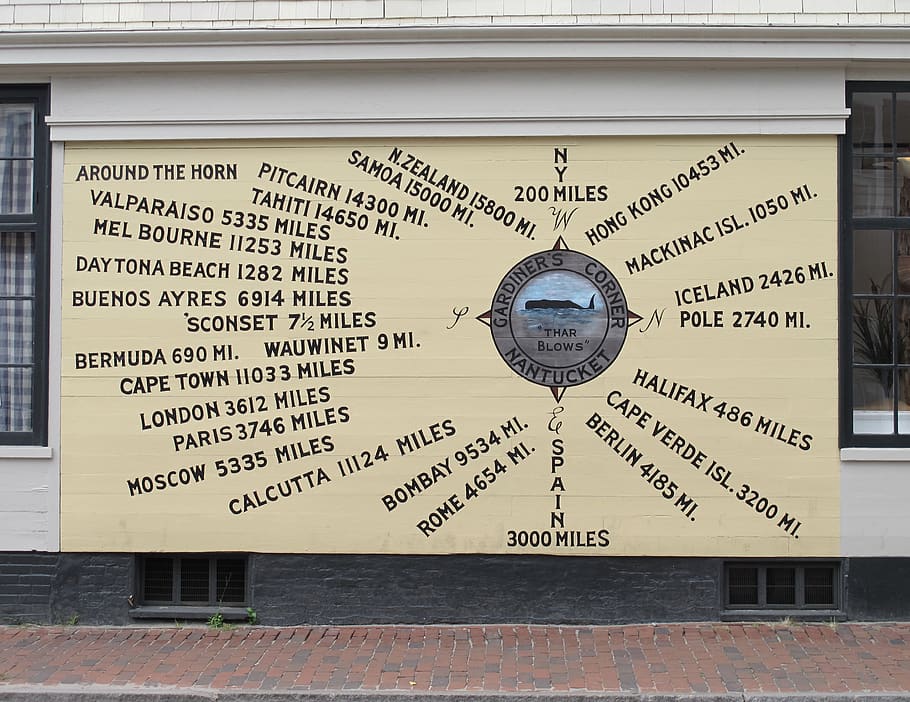 AROUND THE HORN
PITCAIRN 14300 MI.
SAMOA 15000 MI.
N. ZEALAND 15800 MI.
TAHITI 14650 MI.
VALPARAISO 5335 MILES
MEL BOURNE 11253 MILES
DAYTONA BEACH 1282 MILES
BUENOS AYRES 6914 MILES
'SCONSET 7½ MILES
BERMUDA 690 MI.
WAUWINET 9 MI.
CAPE TOWN 11033 MILES
LONDON 3612 MILES
PARIS 3746 MILES
MOSCOW 5335 MILES
CALCUTTA 11124 MILES
BOMBAY 9534 MI.
ROME 4654 MI.
NY
200 MILES
W
S
GARDINER'S CORNER
"THAR
BLOWS"
NANTUCKET
N
E
SPAIN
3000 MILES
HONG KONG 10453 MI.
MACKINAC ISL. 1050 MI.
ICELAND 2426 MI.
POLE 2740 MI.
HALIFAX 486 MILES
CAPE VERDE ISL. 3200 MI.
BERLIN 4185 MI.